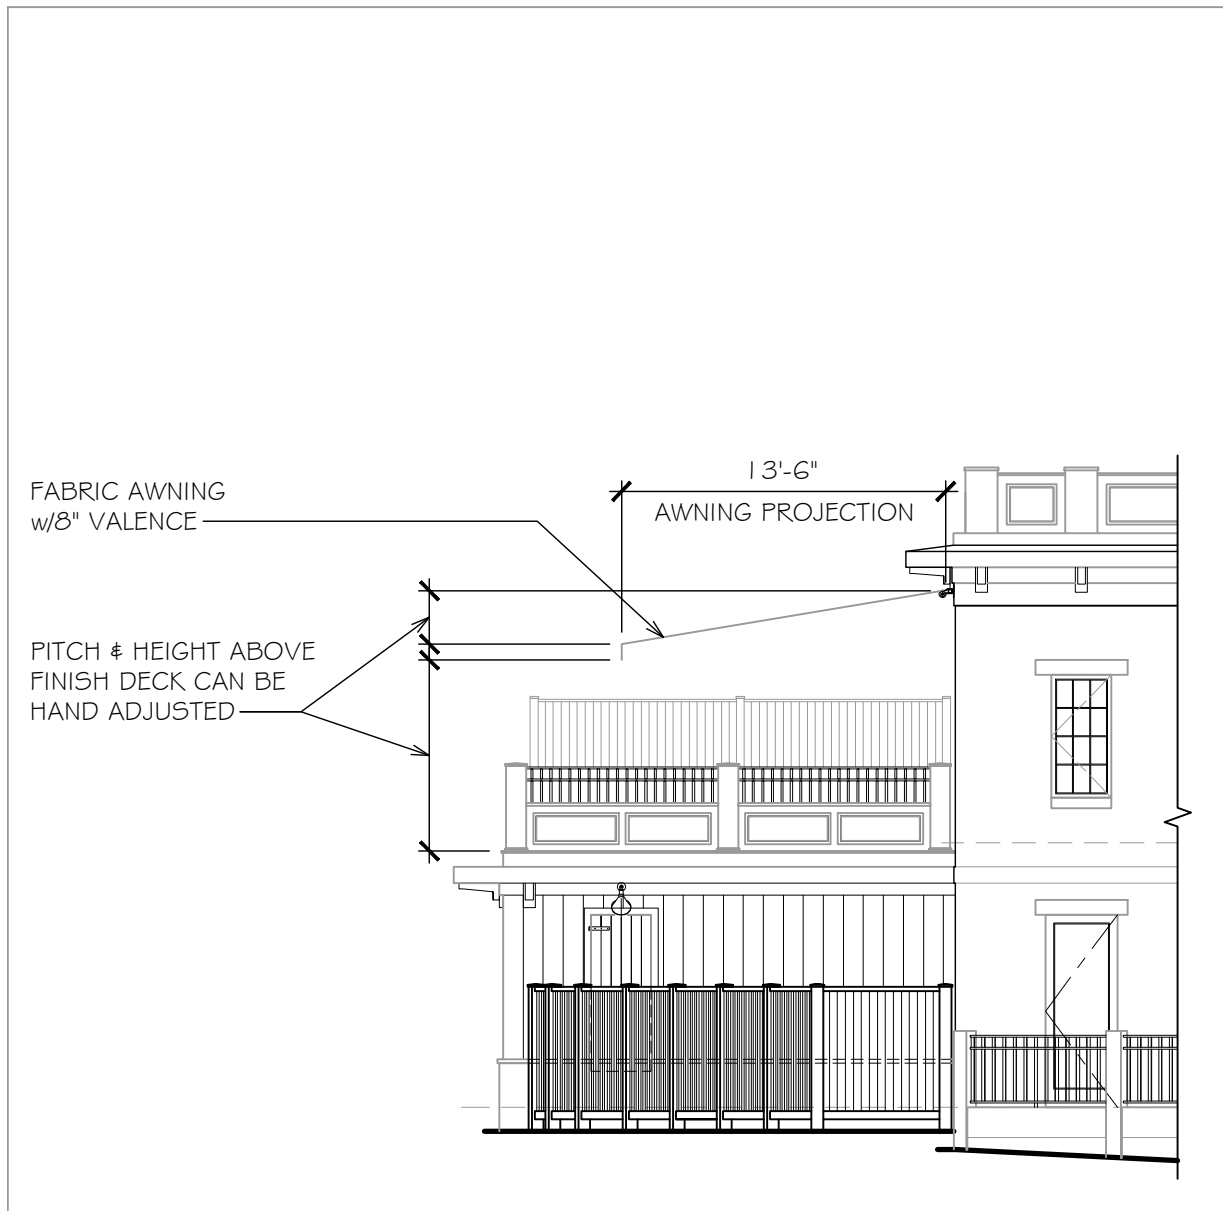 13'-6"
AWNING PROJECTION
FABRIC AWNING
w/8" VALENCE
PITCH & HEIGHT ABOVE
FINISH DECK CAN BE
HAND ADJUSTED